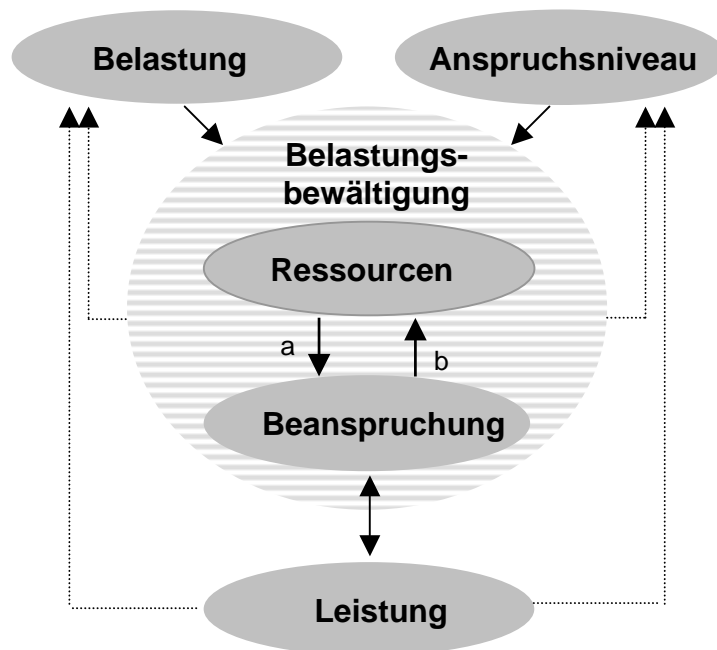 Belastung
Anspruchsniveau
Belastungs-
bewältigung
Ressourcen
a
b
Beanspruchung
Leistung